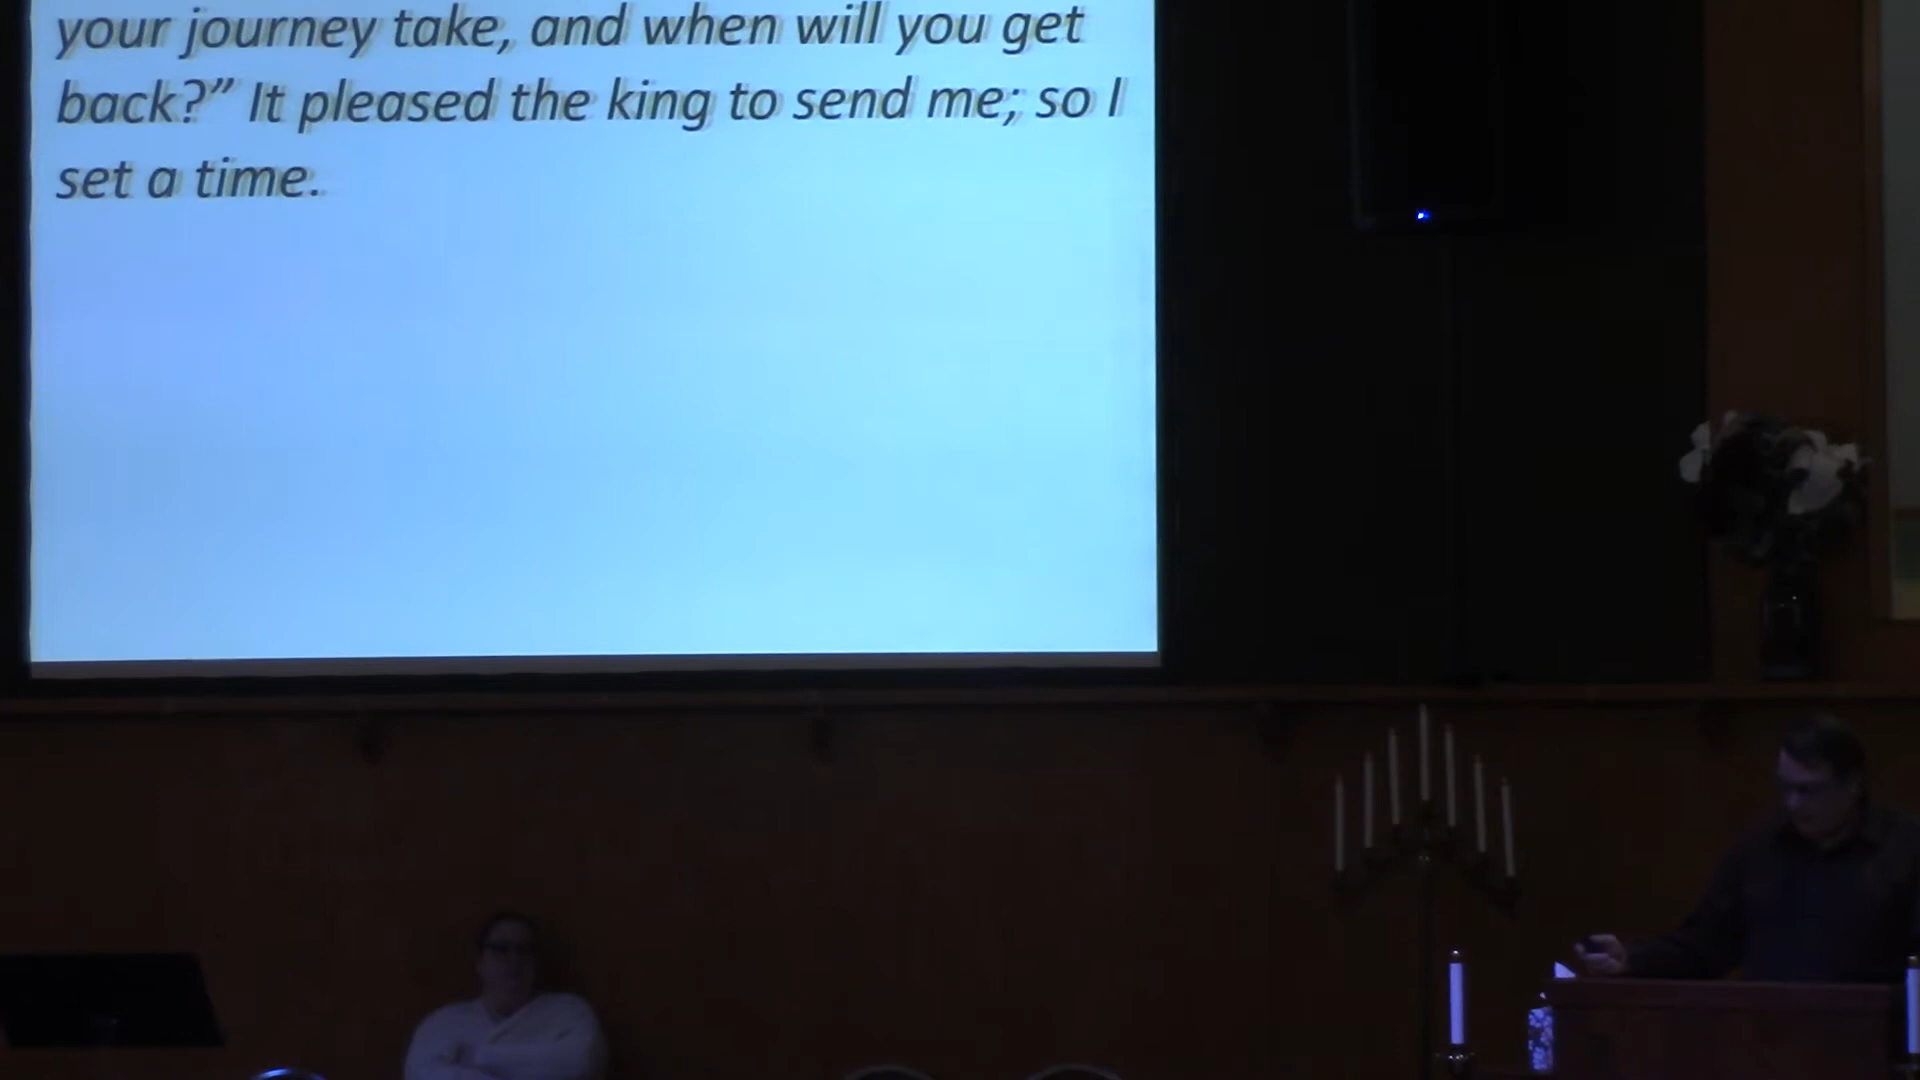 your journey take, and when will you get
back?” It pleased the king to send me; so I
set a time.